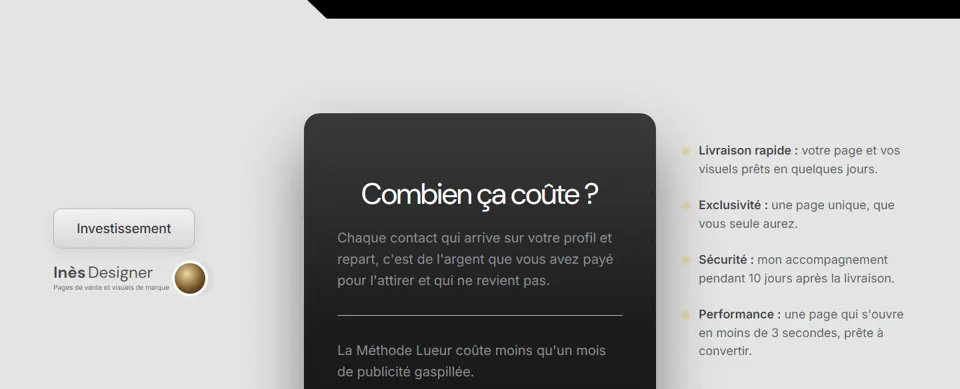 Investissement
Inès Designer
Pages de vente et visuels de marque
Combien ça coûte ?
Chaque contact qui arrive sur votre profil et
repart, c'est de l'argent que vous avez payé
pour l'attirer et qui ne revient pas.
La Méthode Lueur coûte moins qu'un mois
de publicité gaspillée.
Livraison rapide : votre page et vos
visuels prêts en quelques jours.
Exclusivité : une page unique, que
vous seule aurez.
Sécurité : mon accompagnement
pendant 10 jours après la livraison.
Performance : une page qui s'ouvre
en moins de 3 secondes, prête à
convertir.